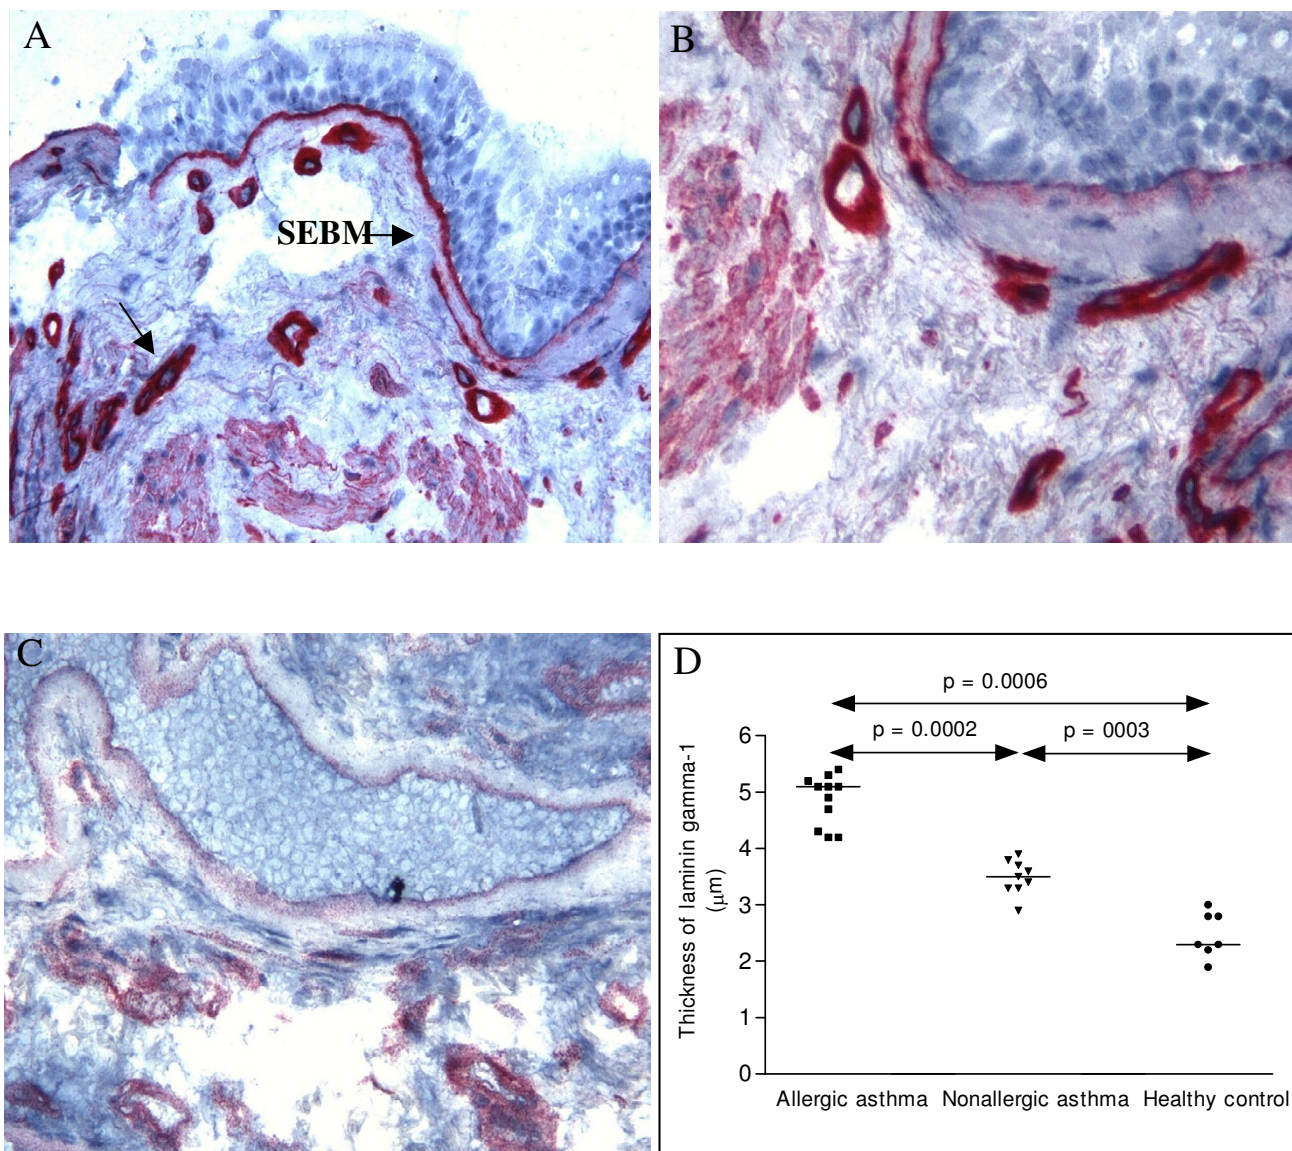 A
B
SEBM
C
D
p = 0.0006
p = 0.0002
p = 0003
Thickness of laminin gamma-1
(μm)
6
5
4
3
2
1
0
Allergic asthma Nonallergic asthma Healthy control